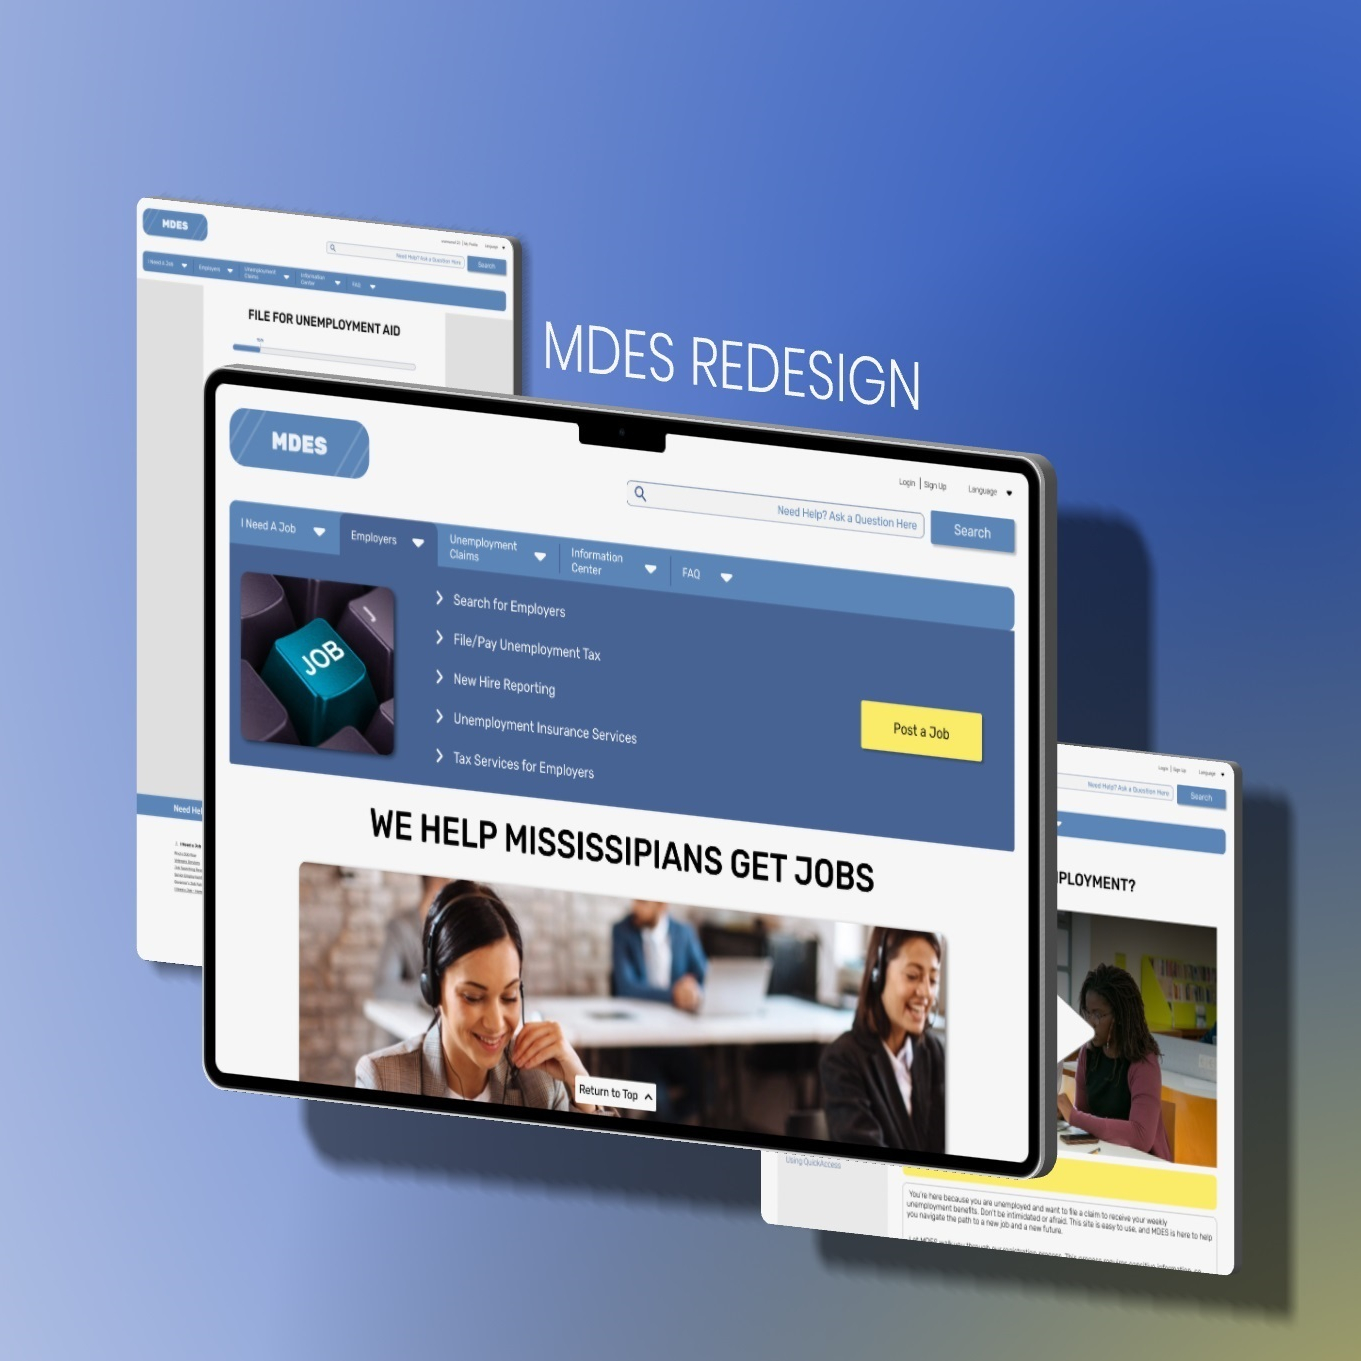 MDES REDESIGN
MDES
Need Help? Ask a Question Here
Search
I Need A Job
Employers
Unemployment
Claims
Information
Center
FAQ
FILE FOR UNEMPLOYMENT AID
Need Hel
MDES
Login | Sign Up
Language
Need Help? Ask a Question Here
Search
I Need A Job
Employers
Unemployment
Claims
Information
Center
FAQ
JOB
J
Search for Employers
File/Pay Unemployment Tax
New Hire Reporting
Unemployment Insurance Services
Tax Services for Employers
Post a Job
WE HELP MISSISSIPIANS GET JOBS
Return to Top
Login | Sign Up
Language
Need Help? Ask a Question Here
Search
PLOYMENT?
Using QuickAccess
You're here because you are unemployed and want to file a claim to receive your weekly
unemployment benefits. Don't be intimidated or afraid. This site is easy to use, and MDES is here to help
you navigate the path to a new job and a new future.